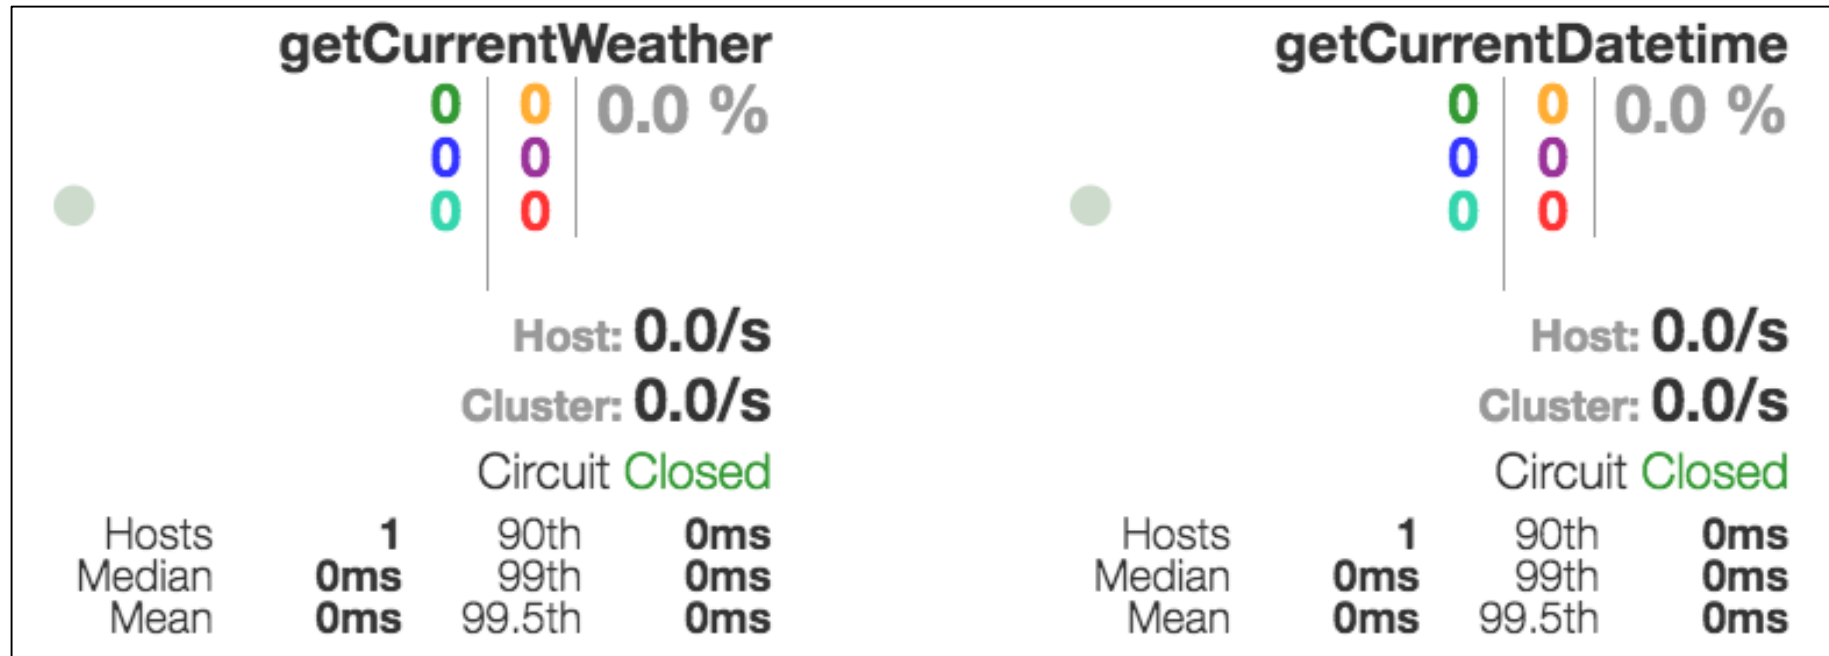 getCurrentWeather
0 0 0.0 %
0 0
0 0
Host: 0.0/s
Cluster: 0.0/s
Circuit Closed
Hosts 1 90th 0ms
Median 0ms 99th 0ms
Mean 0ms 99.5th 0ms
getCurrentDatetime
0 0 0.0 %
0 0
0 0
Host: 0.0/s
Cluster: 0.0/s
Circuit Closed
Hosts 1 90th 0ms
Median 0ms 99th 0ms
Mean 0ms 99.5th 0ms